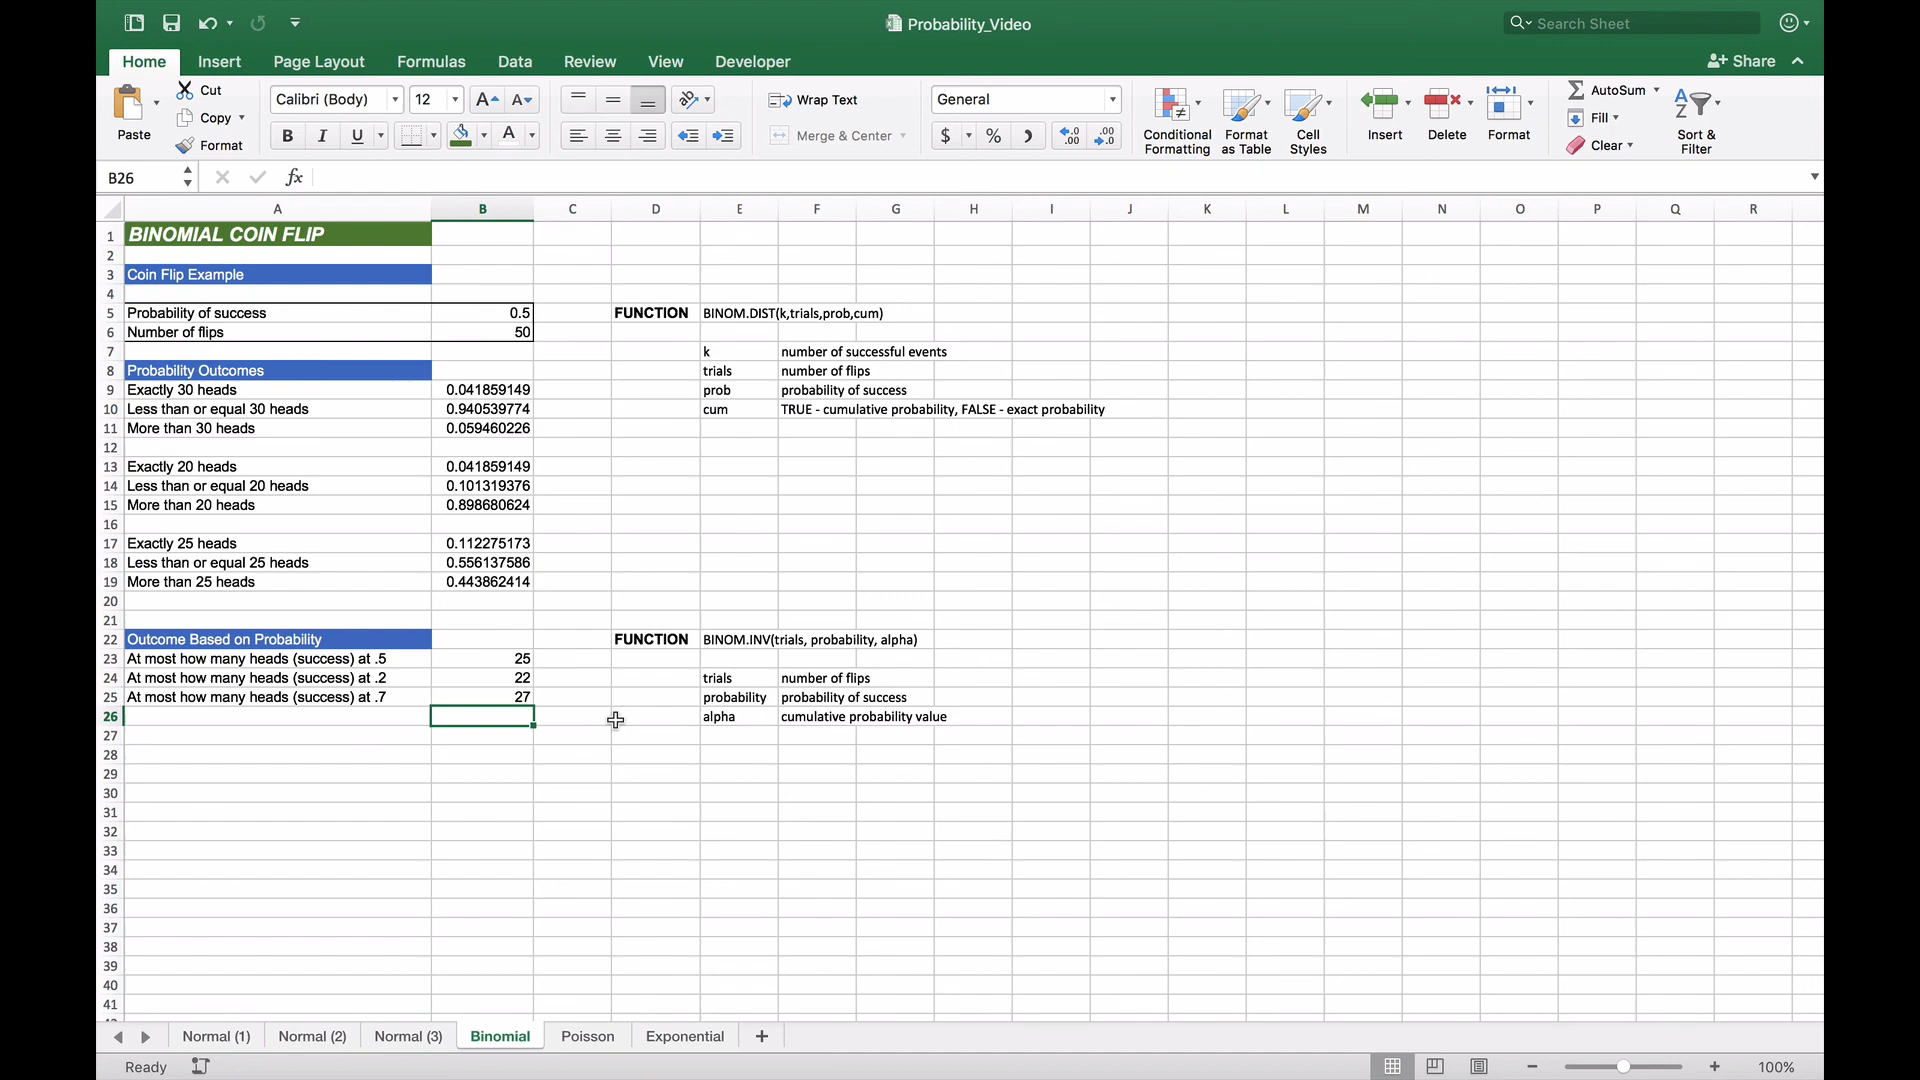 Probability_Video
Search Sheet
Home Insert Page Layout Formulas Data Review View Developer Share
Paste Cut Copy Format
Calibri (Body) 12 A A
B I U A
Wrap Text
Merge & Center
General
$ % .0 .00 .00 .0
Conditional Formatting
Format as Table
Cell Styles
Insert Delete Format
AutoSum
Fill
Clear
A Z
Sort & Filter
B26 fx
A B C D E F G H I J K L M N O P Q R
1 BINOMIAL COIN FLIP
2
3 Coin Flip Example
4
5 Probability of success 0.5 FUNCTION BINOM.DIST(k,trials,prob,cum)
6 Number of flips 50
7 k number of successful events
8 Probability Outcomes trials number of flips
9 Exactly 30 heads 0.041859149 prob probability of success
10 Less than or equal 30 heads 0.940539774 cum TRUE - cumulative probability, FALSE - exact probability
11 More than 30 heads 0.059460226
12
13 Exactly 20 heads 0.041859149
14 Less than or equal 20 heads 0.101319376
15 More than 20 heads 0.898680624
16
17 Exactly 25 heads 0.112275173
18 Less than or equal 25 heads 0.556137586
19 More than 25 heads 0.443862414
20
21
22 Outcome Based on Probability FUNCTION BINOM.INV(trials, probability, alpha)
23 At most how many heads (success) at .5 25
24 At most how many heads (success) at .2 22 trials number of flips
25 At most how many heads (success) at .7 27 probability probability of success
26 alpha cumulative probability value
27
28
29
30
31
32
33
34
35
36
37
38
39
40
41
Normal (1) Normal (2) Normal (3) Binomial Poisson Exponential +
Ready 100%